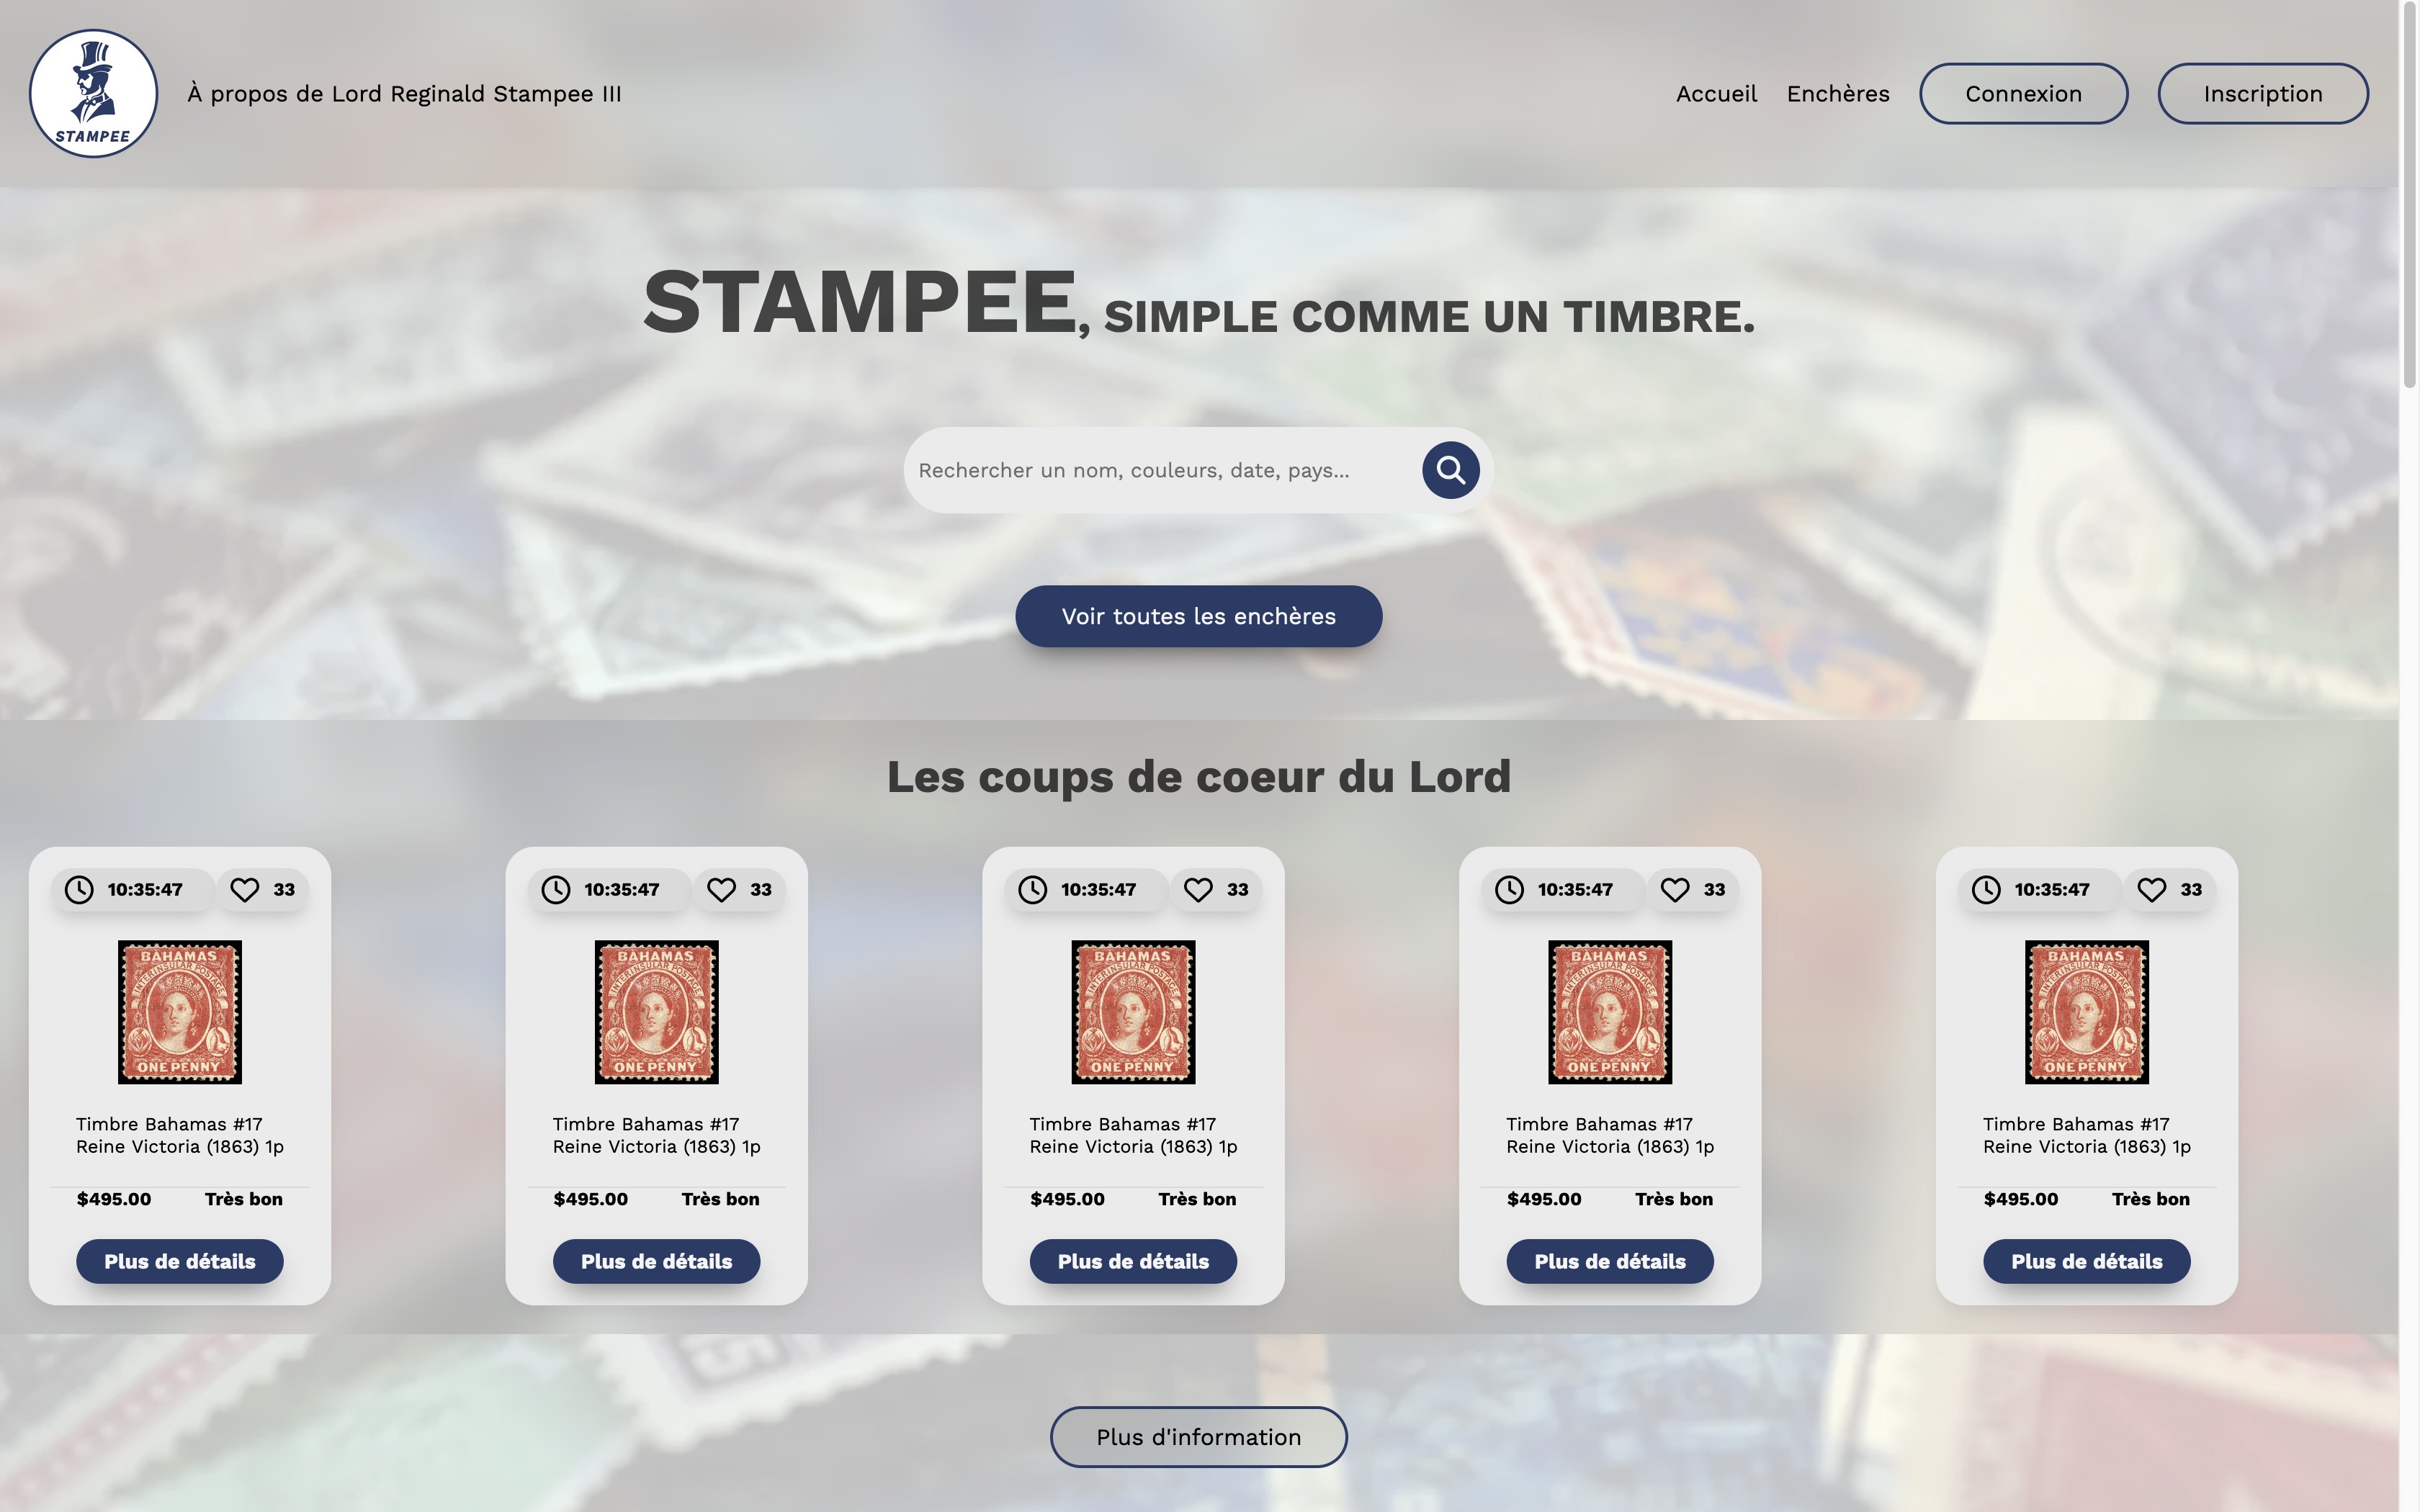 STAMPEE
À propos de Lord Reginald Stampee III
Accueil
Enchères
Connexion
Inscription
STAMPEE, SIMPLE COMME UN TIMBRE.
Rechercher un nom, couleurs, date, pays...
Voir toutes les enchères
Les coups de coeur du Lord
10:35:47 33
BAHAMAS
INTERINSULAR POSTAGE
ONE PENNY
Timbre Bahamas #17
Reine Victoria (1863) 1p
$495.00 Très bon
Plus de détails
10:35:47 33
BAHAMAS
INTERINSULAR POSTAGE
ONE PENNY
Timbre Bahamas #17
Reine Victoria (1863) 1p
$495.00 Très bon
Plus de détails
10:35:47 33
BAHAMAS
INTERINSULAR POSTAGE
ONE PENNY
Timbre Bahamas #17
Reine Victoria (1863) 1p
$495.00 Très bon
Plus de détails
10:35:47 33
BAHAMAS
INTERINSULAR POSTAGE
ONE PENNY
Timbre Bahamas #17
Reine Victoria (1863) 1p
$495.00 Très bon
Plus de détails
10:35:47 33
BAHAMAS
INTERINSULAR POSTAGE
ONE PENNY
Timbre Bahamas #17
Reine Victoria (1863) 1p
$495.00 Très bon
Plus de détails
Plus d'information